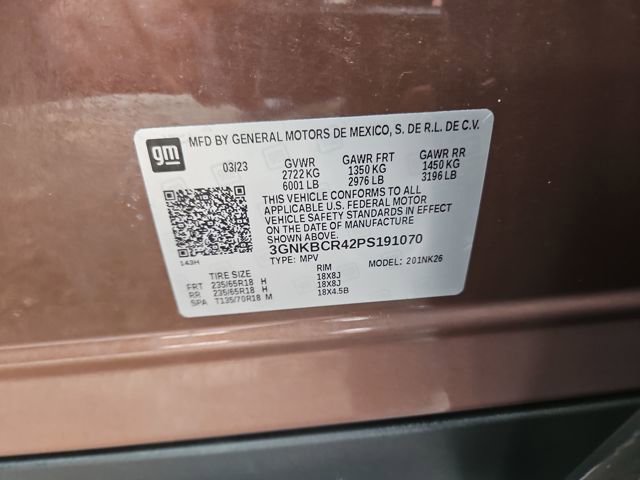 gm
MFD BY GENERAL MOTORS DE MEXICO, S. DE R.L. DE C.V.
03/23 GVWR GAWR FRT GAWR RR
2722 KG 1350 KG 1450 KG
6001 LB 2976 LB 3196 LB
THIS VEHICLE CONFORMS TO ALL
APPLICABLE U.S. FEDERAL MOTOR
VEHICLE SAFETY STANDARDS IN EFFECT
ON THE DATE OF MANUFACTURE
SHOWN ABOVE.
3GNKBCR42PS191070
143H
TYPE: MPV MODEL: 201NK26
TIRE SIZE RIM
FRT 235/65R18 H 18X8J
RR 235/65R18 H 18X8J
SPA T135/70R18 M 18X4.5B